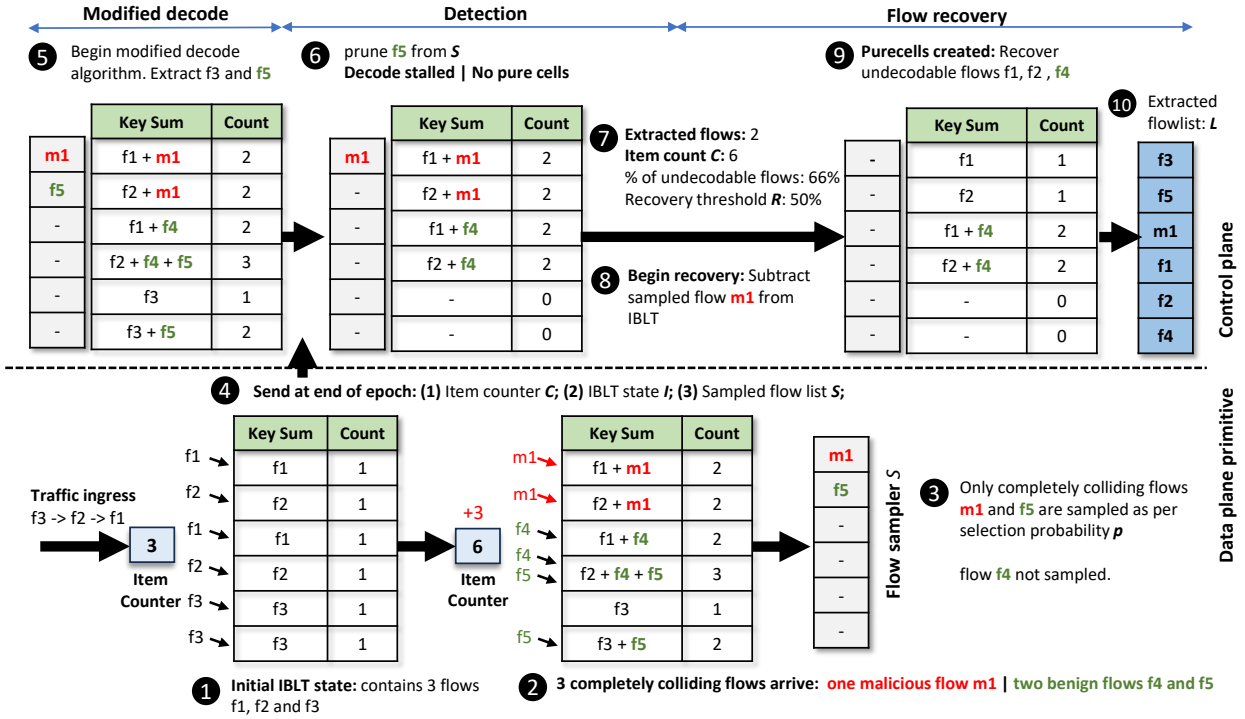 Modified decode
Detection
Flow recovery
5 Begin modified decode
algorithm. Extract f3 and f5
6 prune f5 from S
Decode stalled | No pure cells
9 Purecells created: Recover
undecodable flows f1, f2 , f4
Key Sum Count
m1 f1 + m1 2
f5 f2 + m1 2
- f1 + f4 2
- f2 + f4 + f5 3
- f3 1
- f3 + f5 2
Key Sum Count
m1 f1 + m1 2
- f2 + m1 2
- f1 + f4 2
- f2 + f4 2
- - 0
- - 0
7 Extracted flows: 2
Item count C: 6
% of undecodable flows: 66%
Recovery threshold R: 50%
8 Begin recovery: Subtract
sampled flow m1 from
IBLT
Key Sum Count
- f1 1
- f2 1
- f1 + f4 2
- f2 + f4 2
- - 0
- - 0
10 Extracted
flowlist: L
f3
f5
m1
f1
f2
f4
Control plane
4 Send at end of epoch: (1) Item counter C; (2) IBLT state I; (3) Sampled flow list S;
Traffic ingress
f3 -> f2 -> f1
3
Item
Counter
Key Sum Count
f1 f1 1
f2 f2 1
f1 f1 1
f2 f2 1
f3 f3 1
f3 f3 1
1 Initial IBLT state: contains 3 flows
f1, f2 and f3
+3
6
Item
Counter
Key Sum Count
m1 f1 + m1 2
m1 f2 + m1 2
f4 f1 + f4 2
f4
f5 f2 + f4 + f5 3
f3 1
f5 f3 + f5 2
2 3 completely colliding flows arrive: one malicious flow m1 | two benign flows f4 and f5
m1
f5
-
-
-
-
Flow sampler S
3 Only completely colliding flows
m1 and f5 are sampled as per
selection probability p
flow f4 not sampled.
Data plane primitive